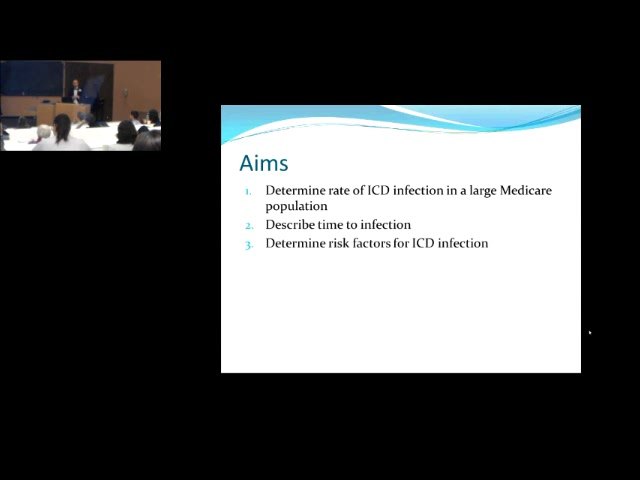 Aims
1. Determine rate of ICD infection in a large Medicare
population
2. Describe time to infection
3. Determine risk factors for ICD infection